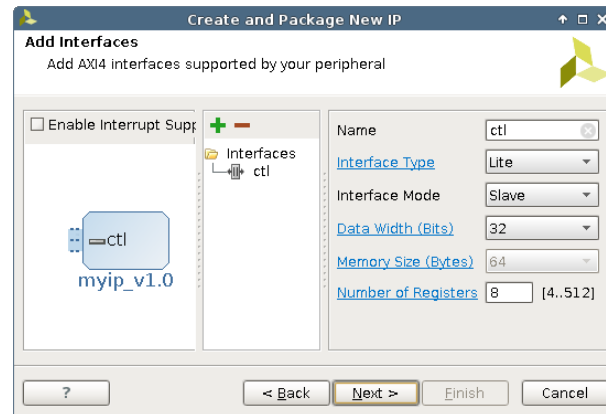 Create and Package New IP
Add Interfaces
Add AXI4 interfaces supported by your peripheral
Enable Interrupt Supp
ctl
myip_v1.0
Interfaces
ctl
Name ctl
Interface Type Lite
Interface Mode Slave
Data Width (Bits) 32
Memory Size (Bytes) 64
Number of Registers 8 [4..512]
? < Back Next > Finish Cancel